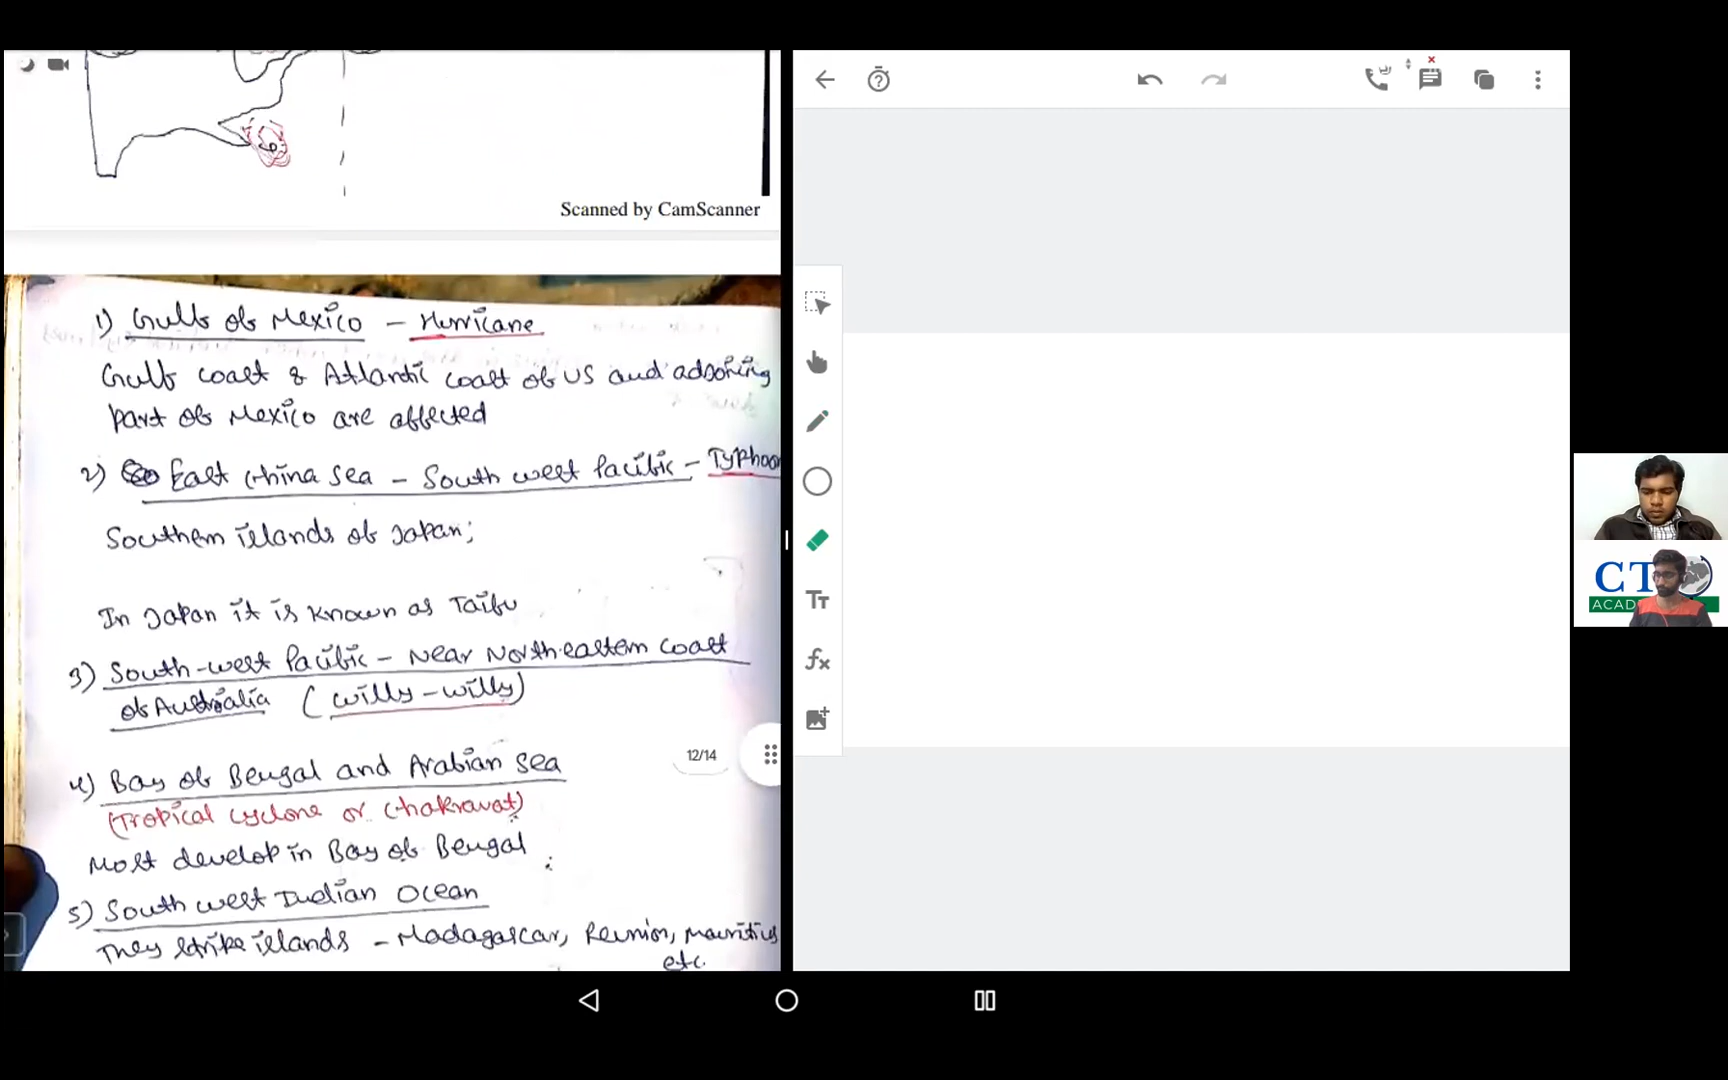 Scanned by CamScanner
1) Gulf of Mexico – Hurricane
Gulf coast & Atlantic coast of US and adjoining
part of Mexico are affected
2) East China Sea – South west Pacific – Typhoon
Southern islands of Japan;
In Japan it is known as Taifu
3) South-west Pacific – Near North-eastern coast
of Australia (willy-willy)
12/14
4) Bay of Bengal and Arabian sea
(Tropical cyclone or Chakravat)
Most develop in Bay of Bengal
5) South west Indian Ocean
They strike islands – Madagascar, Reunion, Mauritius
etc.
TT
fx
CT
ACAD